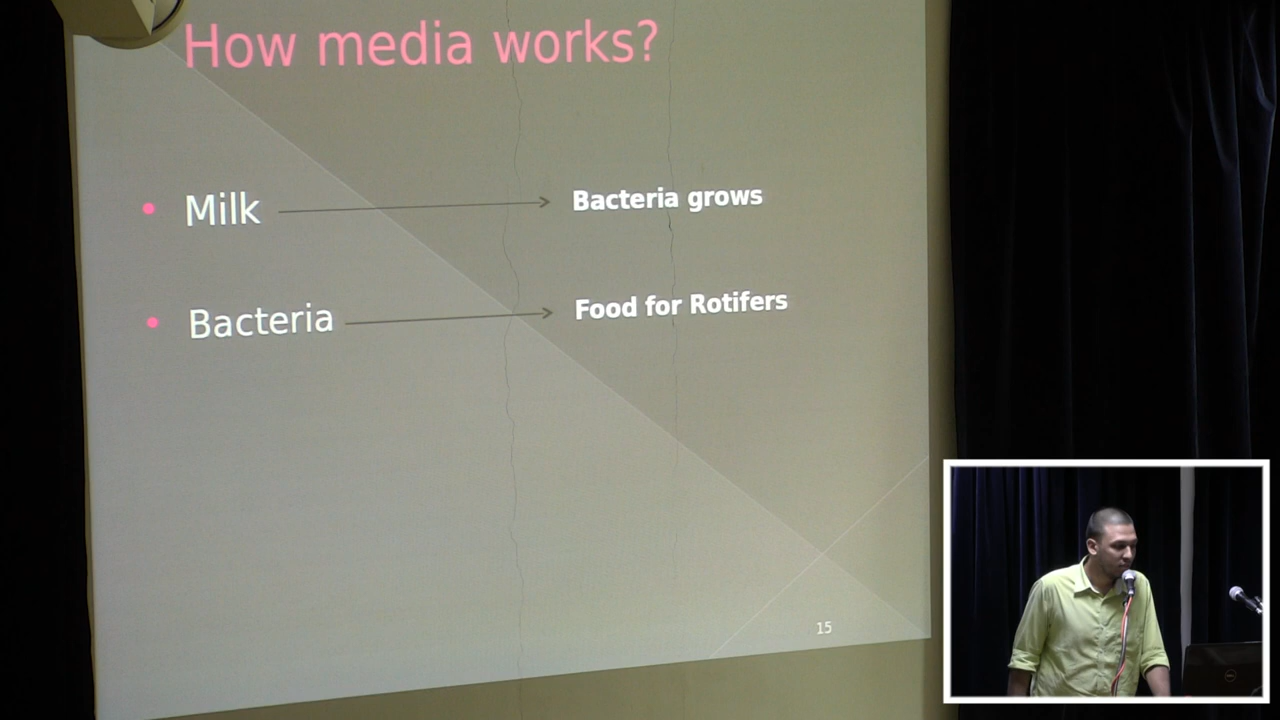 How media works?
Milk
Bacteria grows
Bacteria
Food for Rotifers
15